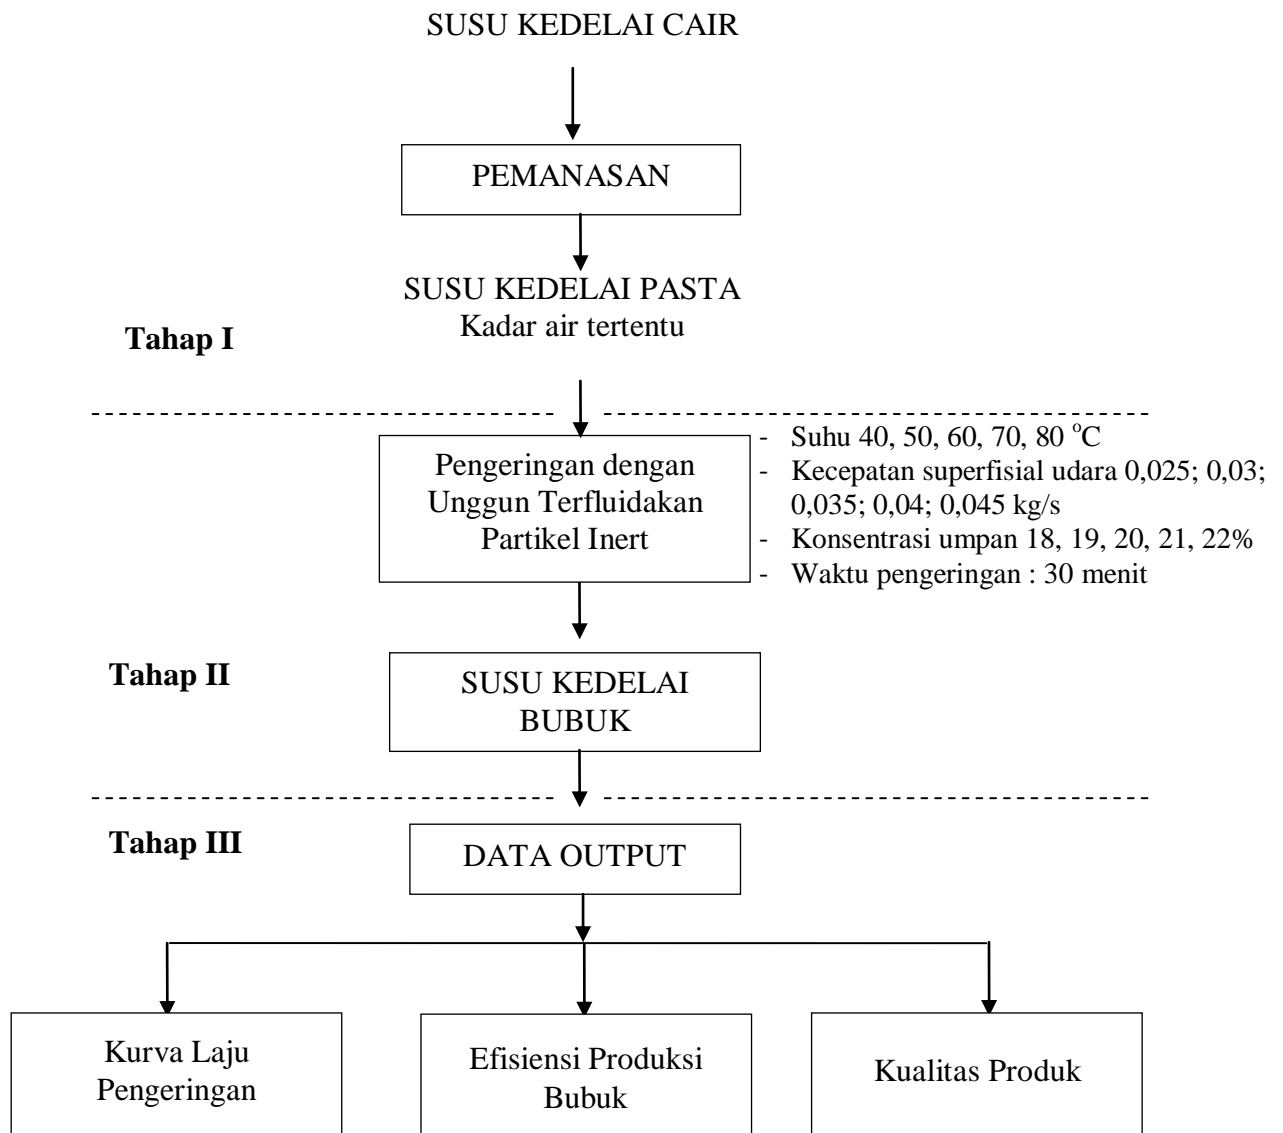 SUSU KEDELAI CAIR
PEMANASAN
SUSU KEDELAI PASTA
Kadar air tertentu
Tahap I
Pengeringan dengan
Unggun Terfluidakan
Partikel Inert
- Suhu 40, 50, 60, 70, 80 °C
- Kecepatan superfisial udara 0,025; 0,03;
0,035; 0,04; 0,045 kg/s
- Konsentrasi umpan 18, 19, 20, 21, 22%
- Waktu pengeringan : 30 menit
Tahap II
SUSU KEDELAI
BUBUK
Tahap III
DATA OUTPUT
Kurva Laju
Pengeringan
Efisiensi Produksi
Bubuk
Kualitas Produk